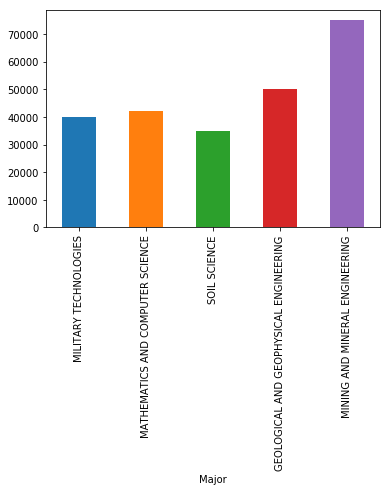 70000
60000
50000
40000
30000
20000
10000
0
MILITARY TECHNOLOGIES
MATHEMATICS AND COMPUTER SCIENCE
SOIL SCIENCE
GEOLOGICAL AND GEOPHYSICAL ENGINEERING
MINING AND MINERAL ENGINEERING
Major